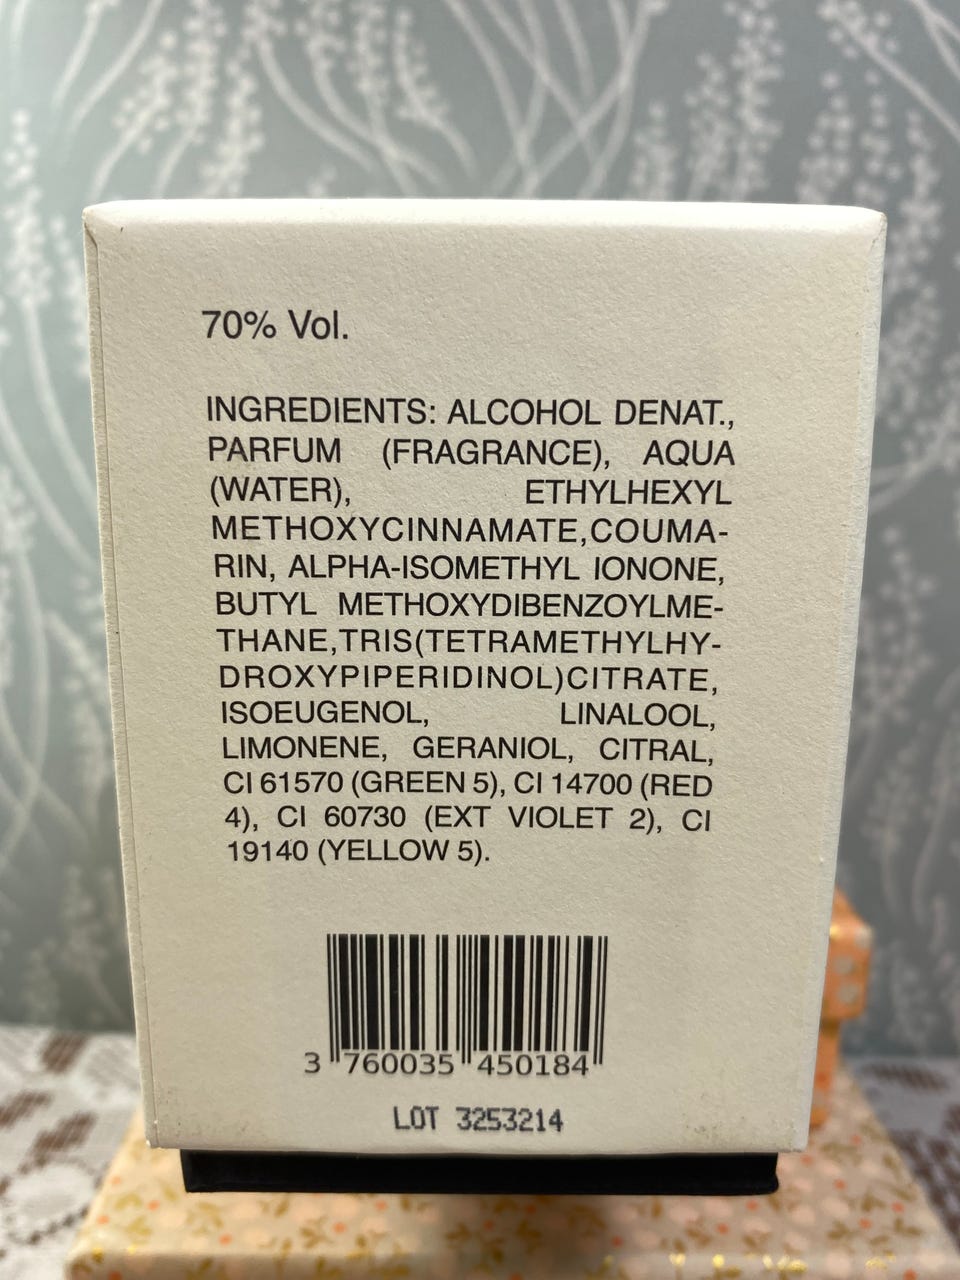 70% Vol.
INGREDIENTS: ALCOHOL DENAT.,
PARFUM (FRAGRANCE), AQUA
(WATER), ETHYLHEXYL
METHOXYCINNAMATE,COUMA-
RIN, ALPHA-ISOMETHYL IONONE,
BUTYL METHOXYDIBENZOYLME-
THANE,TRIS(TETRAMETHYLHY-
DROXYPIPERIDINOL)CITRATE,
ISOEUGENOL, LINALOOL,
LIMONENE, GERANIOL, CITRAL,
CI 61570 (GREEN 5), CI 14700 (RED
4), CI 60730 (EXT VIOLET 2), CI
19140 (YELLOW 5).
3 760035 450184
LOT 3253214